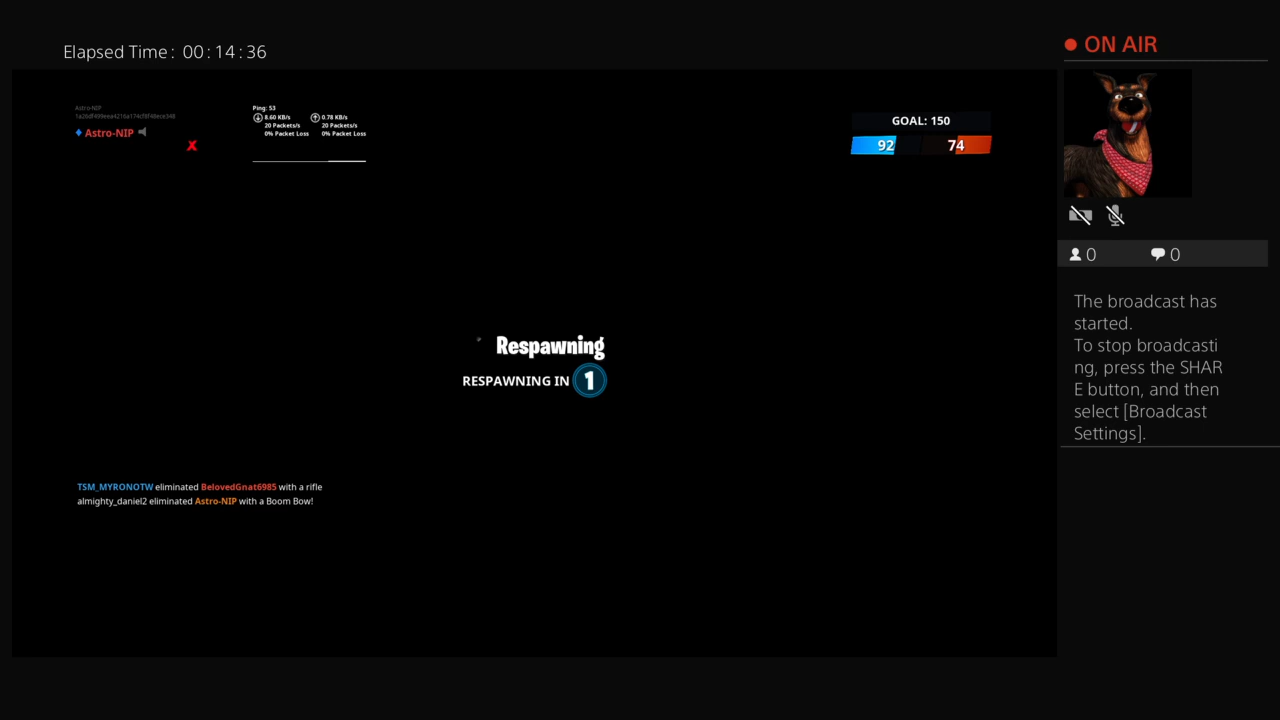 Elapsed Time: 00:14:36
ON AIR
Astro-NIP
Astro-NIP
X
Ping: 53
8.60 KB/s 0.78 KB/s
20 Packets/s 20 Packets/s
0% Packet Loss 0% Packet Loss
GOAL: 150
92 74
0 0
The broadcast has
started.
To stop broadcasti
ng, press the SHAR
E button, and then
select [Broadcast
Settings].
Respawning
RESPAWNING IN 1
TSM_MYRONOTW eliminated BelovedGnat6985 with a rifle
almighty_daniel2 eliminated Astro-NIP with a Boom Bow!